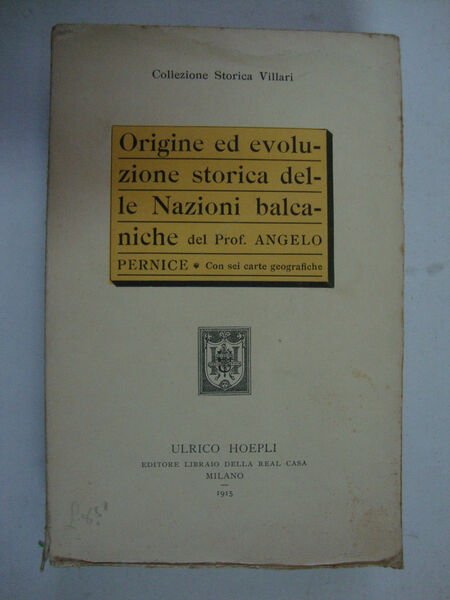 Collezione Storica Villari
Origine ed evolu-
zione storica del-
le Nazioni balca-
niche del Prof. ANGELO
PERNICE • Con sei carte geografiche
ULRICO HOEPLI
EDITORE LIBRAIO DELLA REAL CASA
MILANO
—
1915